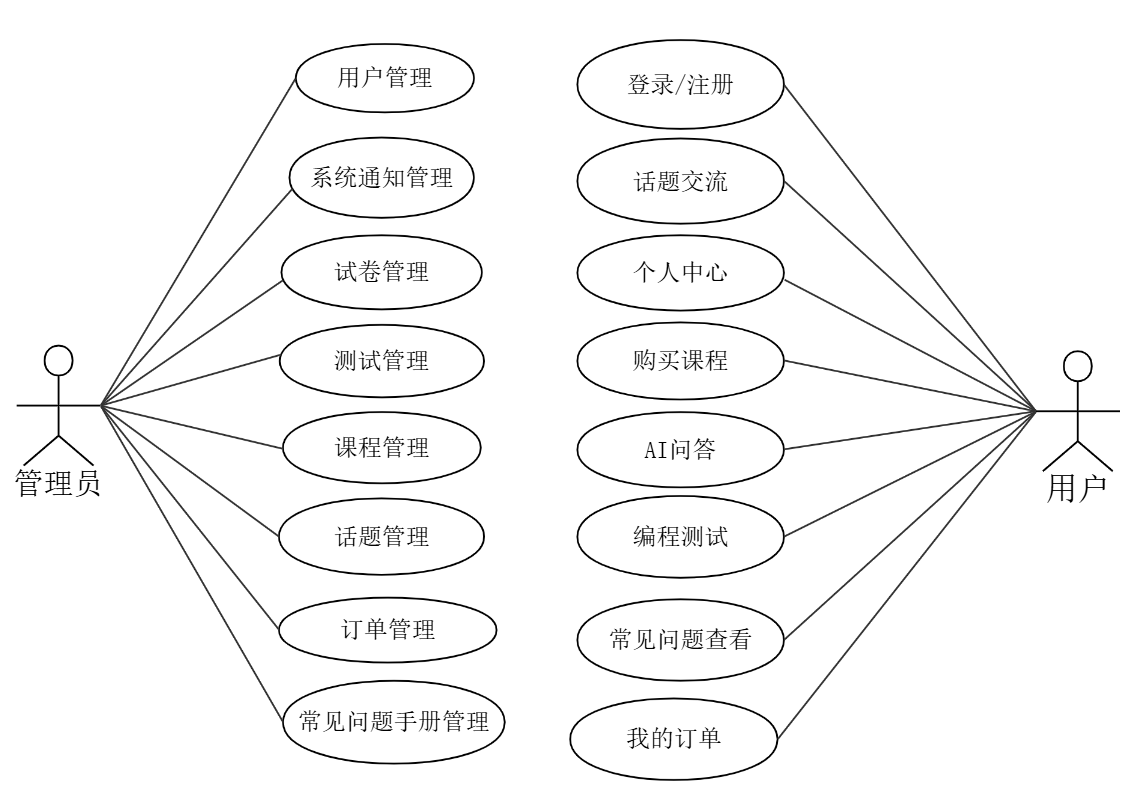 用户管理
系统通知管理
试卷管理
测试管理
课程管理
话题管理
订单管理
常见问题手册管理
管理员
登录/注册
话题交流
个人中心
购买课程
AI问答
编程测试
常见问题查看
我的订单
用户